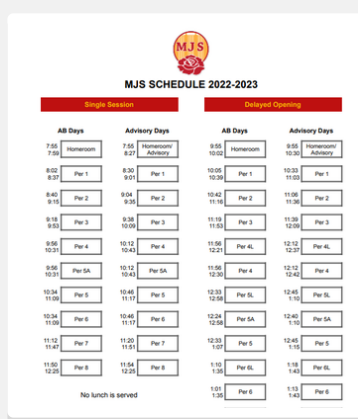 MJS
MJS SCHEDULE 2022-2023
Single Session Delayed Opening
AB Days Advisory Days AB Days Advisory Days
7:55 7:55 Homeroom/ 9:55 9:55 Homeroom/
Homeroom Homeroom
7:59 8:27 Advisory 10:02 10:30 Advisory
8:02 8:30 10:05 10:33
Per 1 Per 1 Per 1 Per 1
8:37 9:01 10:39 11:03
8:40 9:04 10:42 11:06
Per 2 Per 2 Per 2 Per 2
9:15 9:35 11:16 11:36
9:18 9:38 11:19 11:39
Per 3 Per 3 Per 3 Per 3
9:53 10:09 11:53 12:09
9:56 10:12 11:56 12:12
Per 4 Per 4 Per 4L Per 4L
10:31 10:43 12:21 12:37
9:56 10:12 11:56 12:12
Per 5A Per 5A Per 4 Per 4
10:31 10:43 12:30 12:42
10:34 10:46 12:33 12:45
Per 5 Per 5 Per 5L Per 5L
11:09 11:17 12:58 1:10
10:34 10:46 12:24 12:40
Per 6 Per 6 Per 5A Per 5A
11:09 11:17 12:58 1:10
11:12 11:20 12:33 12:45
Per 7 Per 7 Per 5 Per 5
11:47 11:51 1:07 1:15
11:50 11:54 1:10 1:18
Per 8 Per 8 Per 6L Per 6L
12:25 12:25 1:35 1:43
1:01 1:13
No lunch is served Per 6 Per 6
1:35 1:43